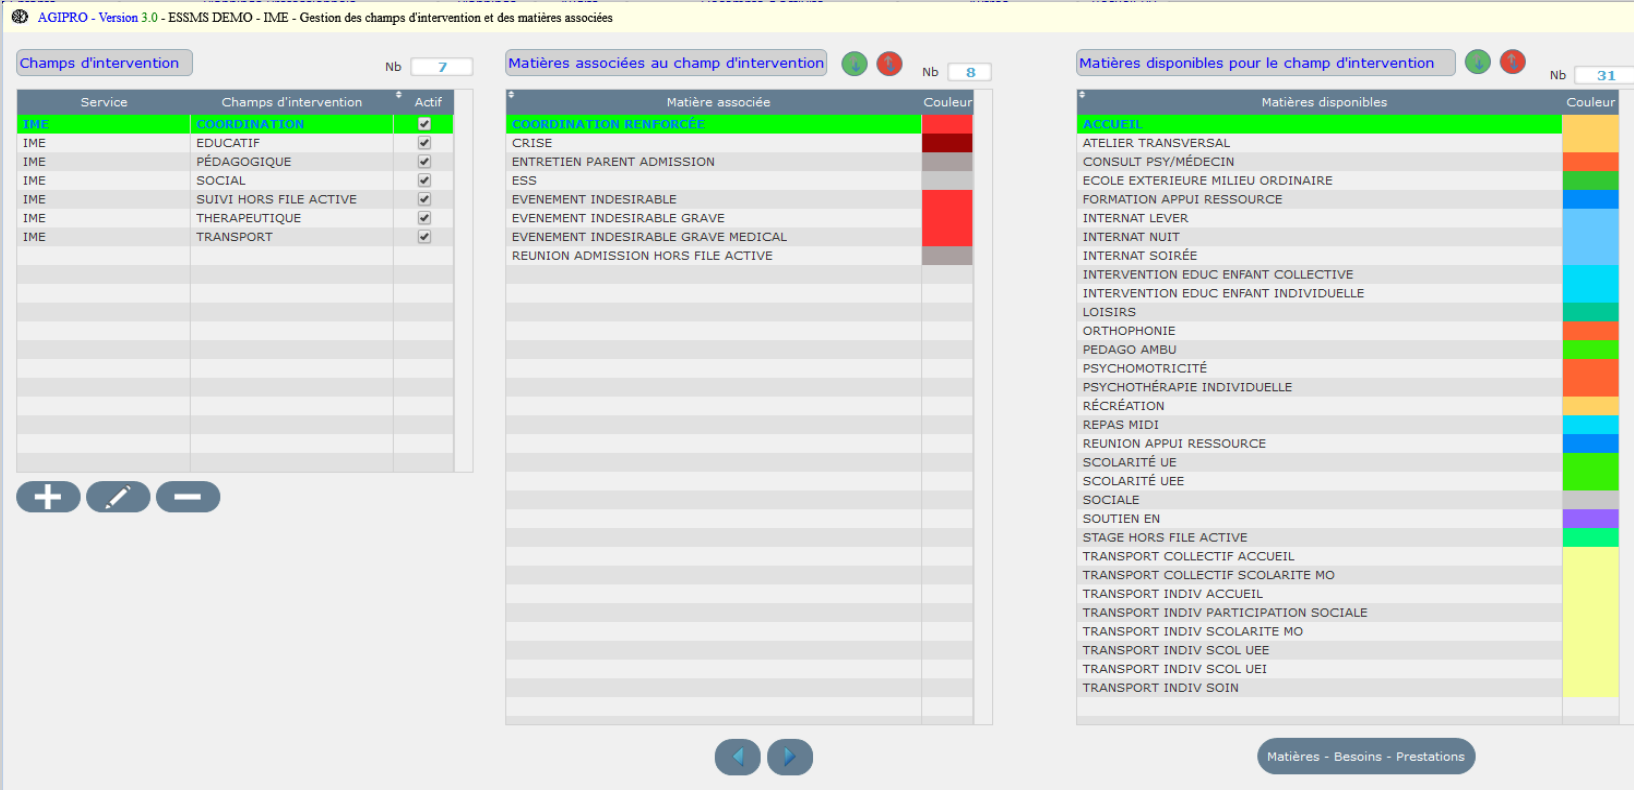 AGIPRO - Version 3.0 - ESSMS DEMO - IME - Gestion des champs d'intervention et des matières associées
Champs d'intervention
Nb 7
Service Champs d'intervention Actif
IME COORDINATION
IME EDUCATIF
IME PÉDAGOGIQUE
IME SOCIAL
IME SUIVI HORS FILE ACTIVE
IME THERAPEUTIQUE
IME TRANSPORT
Matières associées au champ d'intervention
Nb 8
Matière associée Couleur
COORDINATION RENFORCÉE
CRISE
ENTRETIEN PARENT ADMISSION
ESS
EVENEMENT INDESIRABLE
EVENEMENT INDESIRABLE GRAVE
EVENEMENT INDESIRABLE GRAVE MEDICAL
REUNION ADMISSION HORS FILE ACTIVE
Matières disponibles pour le champ d'intervention
Nb 31
Matières disponibles Couleur
ACCUEIL
ATELIER TRANSVERSAL
CONSULT PSY/MÉDECIN
ECOLE EXTERIEURE MILIEU ORDINAIRE
FORMATION APPUI RESSOURCE
INTERNAT LEVER
INTERNAT NUIT
INTERNAT SOIRÉE
INTERVENTION EDUC ENFANT COLLECTIVE
INTERVENTION EDUC ENFANT INDIVIDUELLE
LOISIRS
ORTHOPHONIE
PEDAGO AMBU
PSYCHOMOTRICITÉ
PSYCHOTHÉRAPIE INDIVIDUELLE
RÉCRÉATION
REPAS MIDI
REUNION APPUI RESSOURCE
SCOLARITÉ UE
SCOLARITÉ UEE
SOCIALE
SOUTIEN EN
STAGE HORS FILE ACTIVE
TRANSPORT COLLECTIF ACCUEIL
TRANSPORT COLLECTIF SCOLARITE MO
TRANSPORT INDIV ACCUEIL
TRANSPORT INDIV PARTICIPATION SOCIALE
TRANSPORT INDIV SCOLARITE MO
TRANSPORT INDIV SCOL UEE
TRANSPORT INDIV SCOL UEI
TRANSPORT INDIV SOIN
Matières - Besoins - Prestations